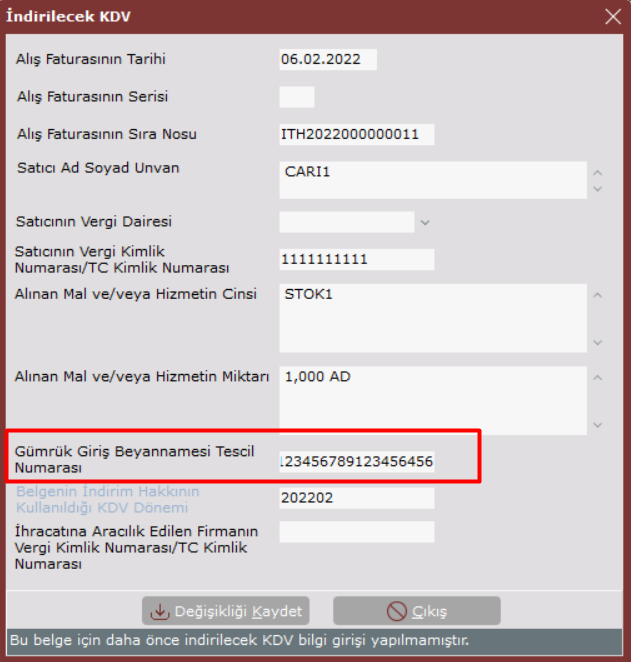 İndirilecek KDV
Alış Faturasının Tarihi 06.02.2022
Alış Faturasının Serisi
Alış Faturasının Sıra Nosu ITH2022000000011
Satıcı Ad Soyad Unvan CARI1
Satıcının Vergi Dairesi
Satıcının Vergi Kimlik
Numarası/TC Kimlik Numarası 1111111111
Alınan Mal ve/veya Hizmetin Cinsi STOK1
Alınan Mal ve/veya Hizmetin Miktarı 1,000 AD
Gümrük Giriş Beyannamesi Tescil
Numarası 123456789123456456
Belgenin İndirim Hakkının
Kullanıldığı KDV Dönemi 202202
İhracatına Aracılık Edilen Firmanın
Vergi Kimlik Numarası/TC Kimlik
Numarası
Değişikliği Kaydet Çıkış
Bu belge için daha önce indirilecek KDV bilgi girişi yapılmamıştır.